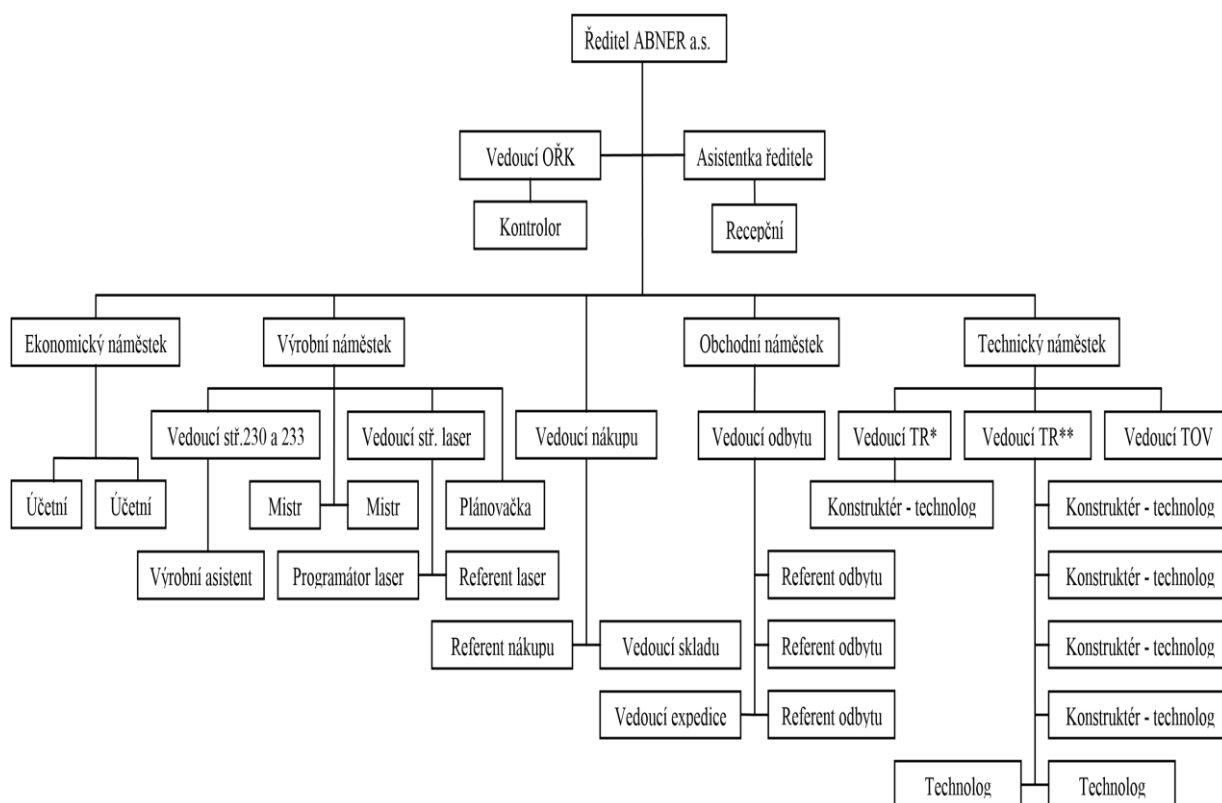 Ředitel ABNER a.s.
Vedoucí OŘK
Asistentka ředitele
Kontrolor
Recepční
Ekonomický náměstek
Výrobní náměstek
Obchodní náměstek
Technický náměstek
Vedoucí stř.230 a 233
Vedoucí stř. laser
Vedoucí nákupu
Vedoucí odbytu
Vedoucí TR*
Vedoucí TR**
Vedoucí TOV
Účetní
Účetní
Mistr
Mistr
Plánovačka
Konstruktér - technolog
Konstruktér - technolog
Výrobní asistent
Programátor laser
Referent laser
Referent odbytu
Konstruktér - technolog
Referent nákupu
Vedoucí skladu
Referent odbytu
Konstruktér - technolog
Vedoucí expedice
Referent odbytu
Konstruktér - technolog
Technolog
Technolog